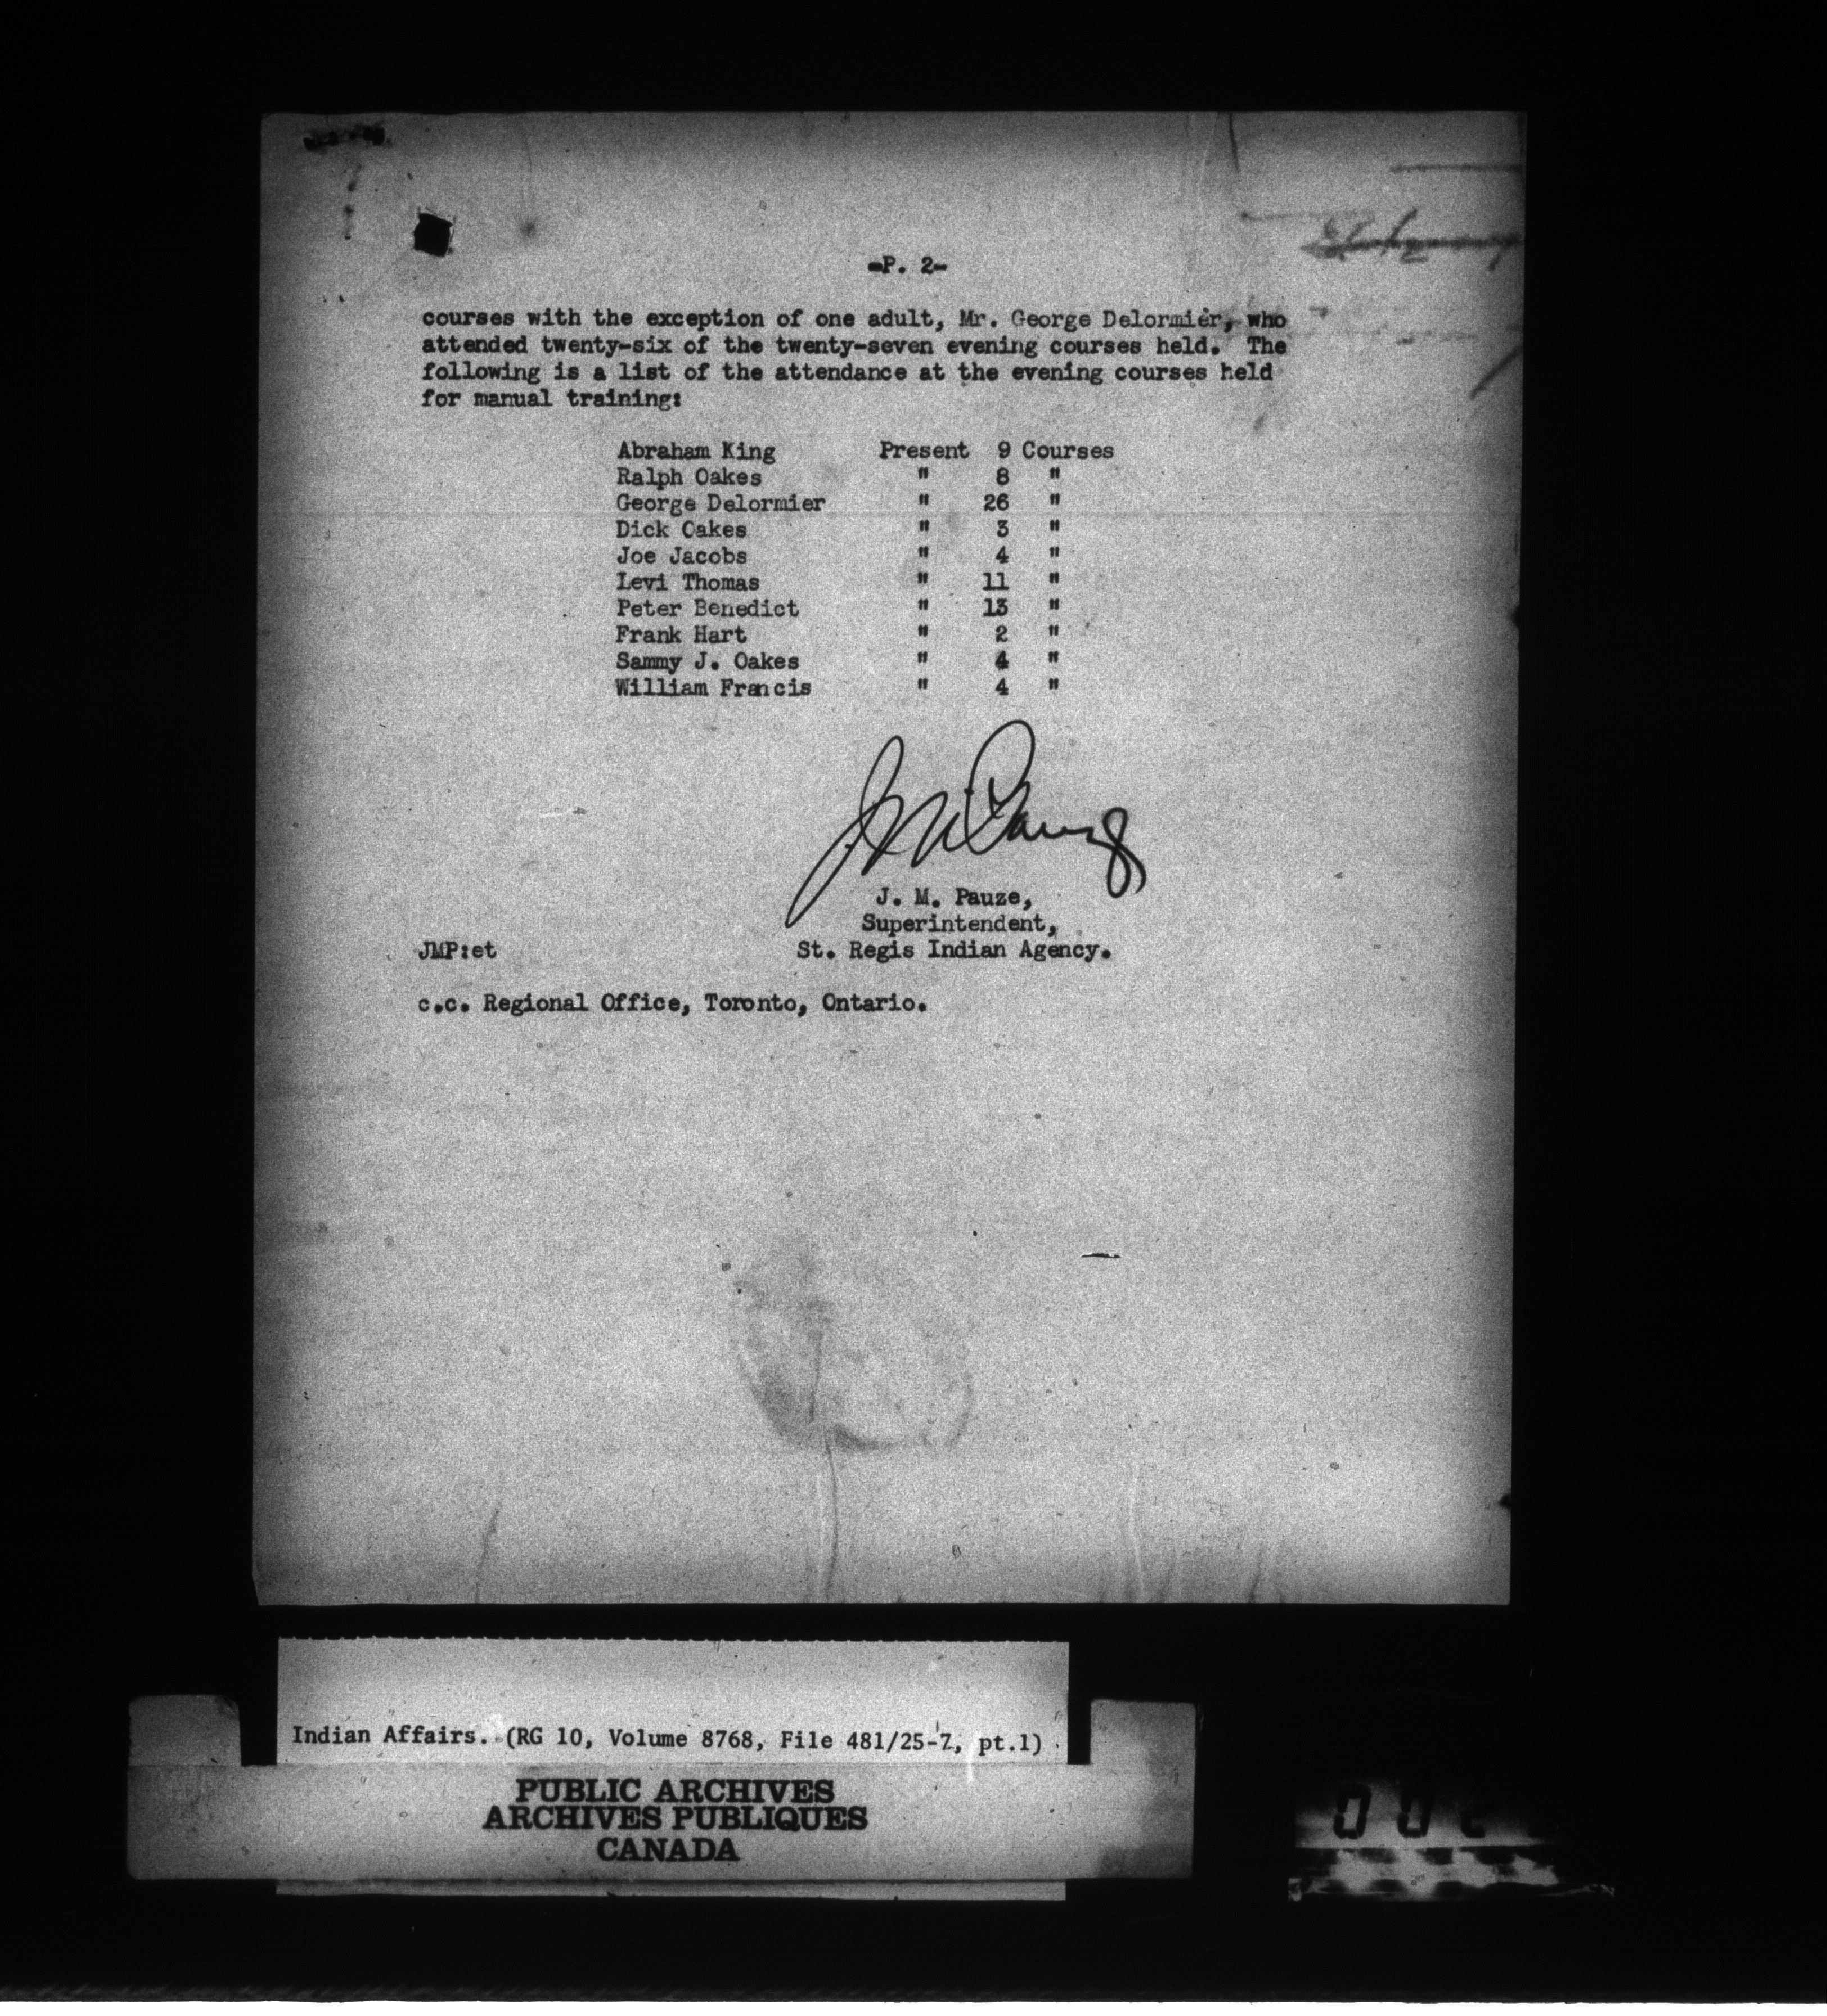 -P. 2-
courses with the exception of one adult, Mr. George Delormier, who
attended twenty-six of the twenty-seven evening courses held. The
following is a list of the attendance at the evening courses held
for manual training:
Abraham King Present 9 Courses
Ralph Oakes " 8 "
George Delormier " 26 "
Dick Oakes " 3 "
Joe Jacobs " 4 "
Levi Thomas " 11 "
Peter Benedict " 13 "
Frank Hart " 2 "
Sammy J. Oakes " 4 "
William Francis " 4 "
J. M. Pauze,
Superintendent,
JMP:et St. Regis Indian Agency.
c.c. Regional Office, Toronto, Ontario.
Indian Affairs. (RG 10, Volume 8768, File 481/25-7, pt.1)
PUBLIC ARCHIVES
ARCHIVES PUBLIQUES
CANADA